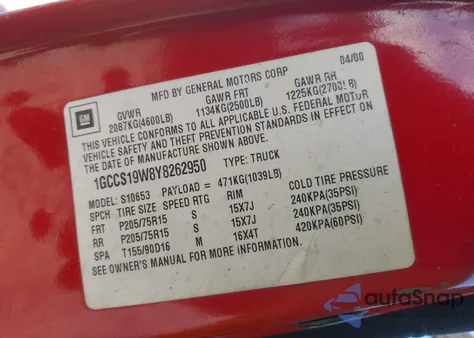 MFD BY GENERAL MOTORS CORP 04/00
GM
GVWR GAWR FRT GAWR RR
2087KG(4600LB) 1134KG(2500LB) 1225KG(2700LB)
THIS VEHICLE CONFORMS TO ALL APPLICABLE U.S. FEDERAL MOTOR
VEHICLE SAFETY AND THEFT PREVENTION STANDARDS IN EFFECT ON
THE DATE OF MANUFACTURE SHOWN ABOVE.
1GCCS19W8Y8262950 TYPE: TRUCK
MODEL: S10653 PAYLOAD = 471KG(1039LB)
SPCH TIRE SIZE SPEED RTG RIM COLD TIRE PRESSURE
FRT P205/75R15 S 15X7J 240KPA(35PSI)
RR P205/75R15 S 15X7J 240KPA(35PSI)
SPA T155/90D16 M 16X4T 420KPA(60PSI)
SEE OWNER'S MANUAL FOR MORE INFORMATION.
autoSnap